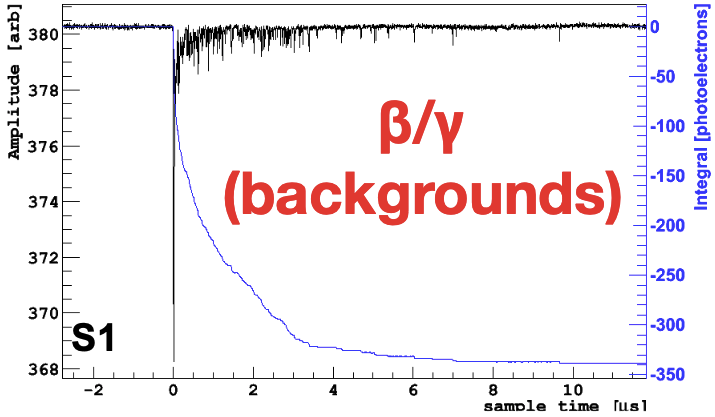 380
378
376
374
372
370
368
Amplitude [arb]
0
-50
-100
-150
-200
-250
-300
-350
Integral [photoelectrons]
β/γ
(backgrounds)
S1
-2 0 2 4 6 8 10
sample time [μs]